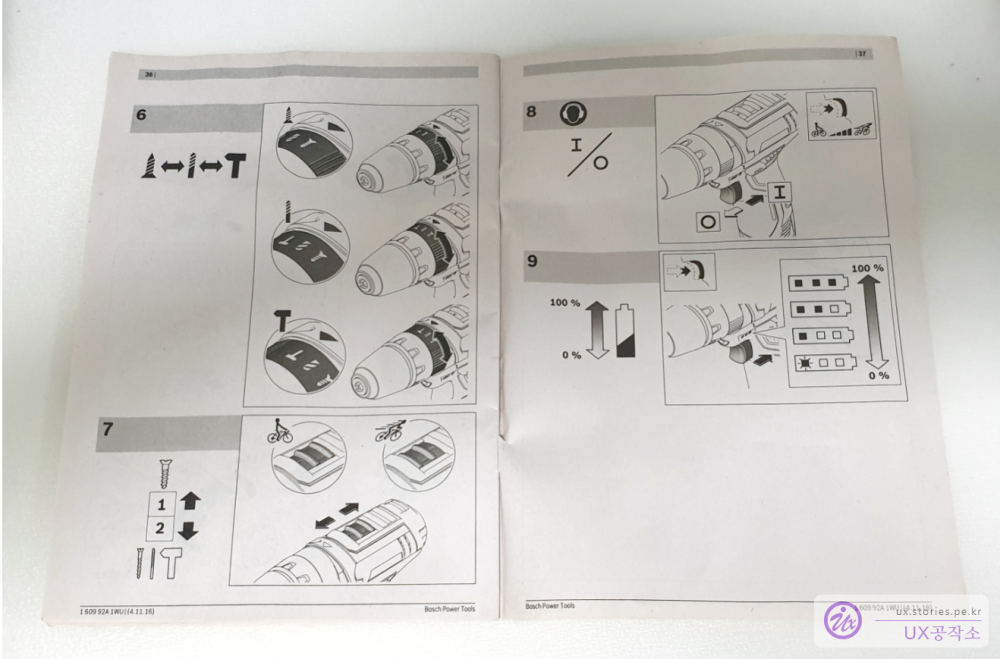 36 |
6
7
1
2
1 609 92A 1WU | (4.11.16)
Bosch Power Tools
| 37
8
I
O
I
O
9
100 %
0 %
100 %
0 %
Bosch Power Tools
1 609 92A 1WU | (4.11.16)
ux.stories.pe.kr
UX공작소